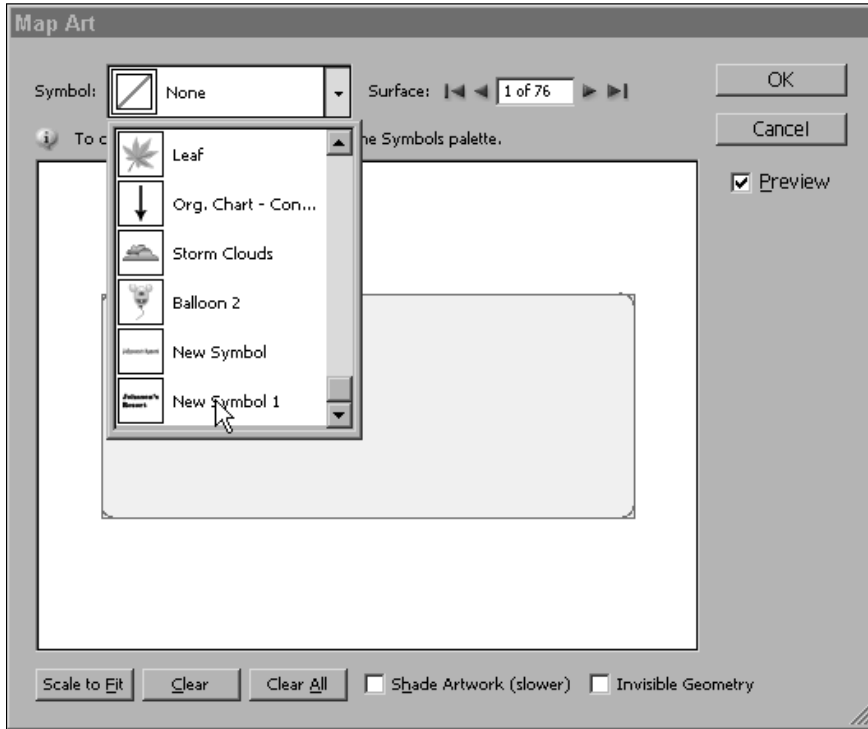 Map Art
Symbol: None Surface: 1 of 76
OK
To c he Symbols palette.
Cancel
Preview
Leaf
Org. Chart - Con...
Storm Clouds
Balloon 2
New Symbol
Johnson's
Resort
New Symbol 1
Scale to Fit Clear Clear All Shade Artwork (slower) Invisible Geometry